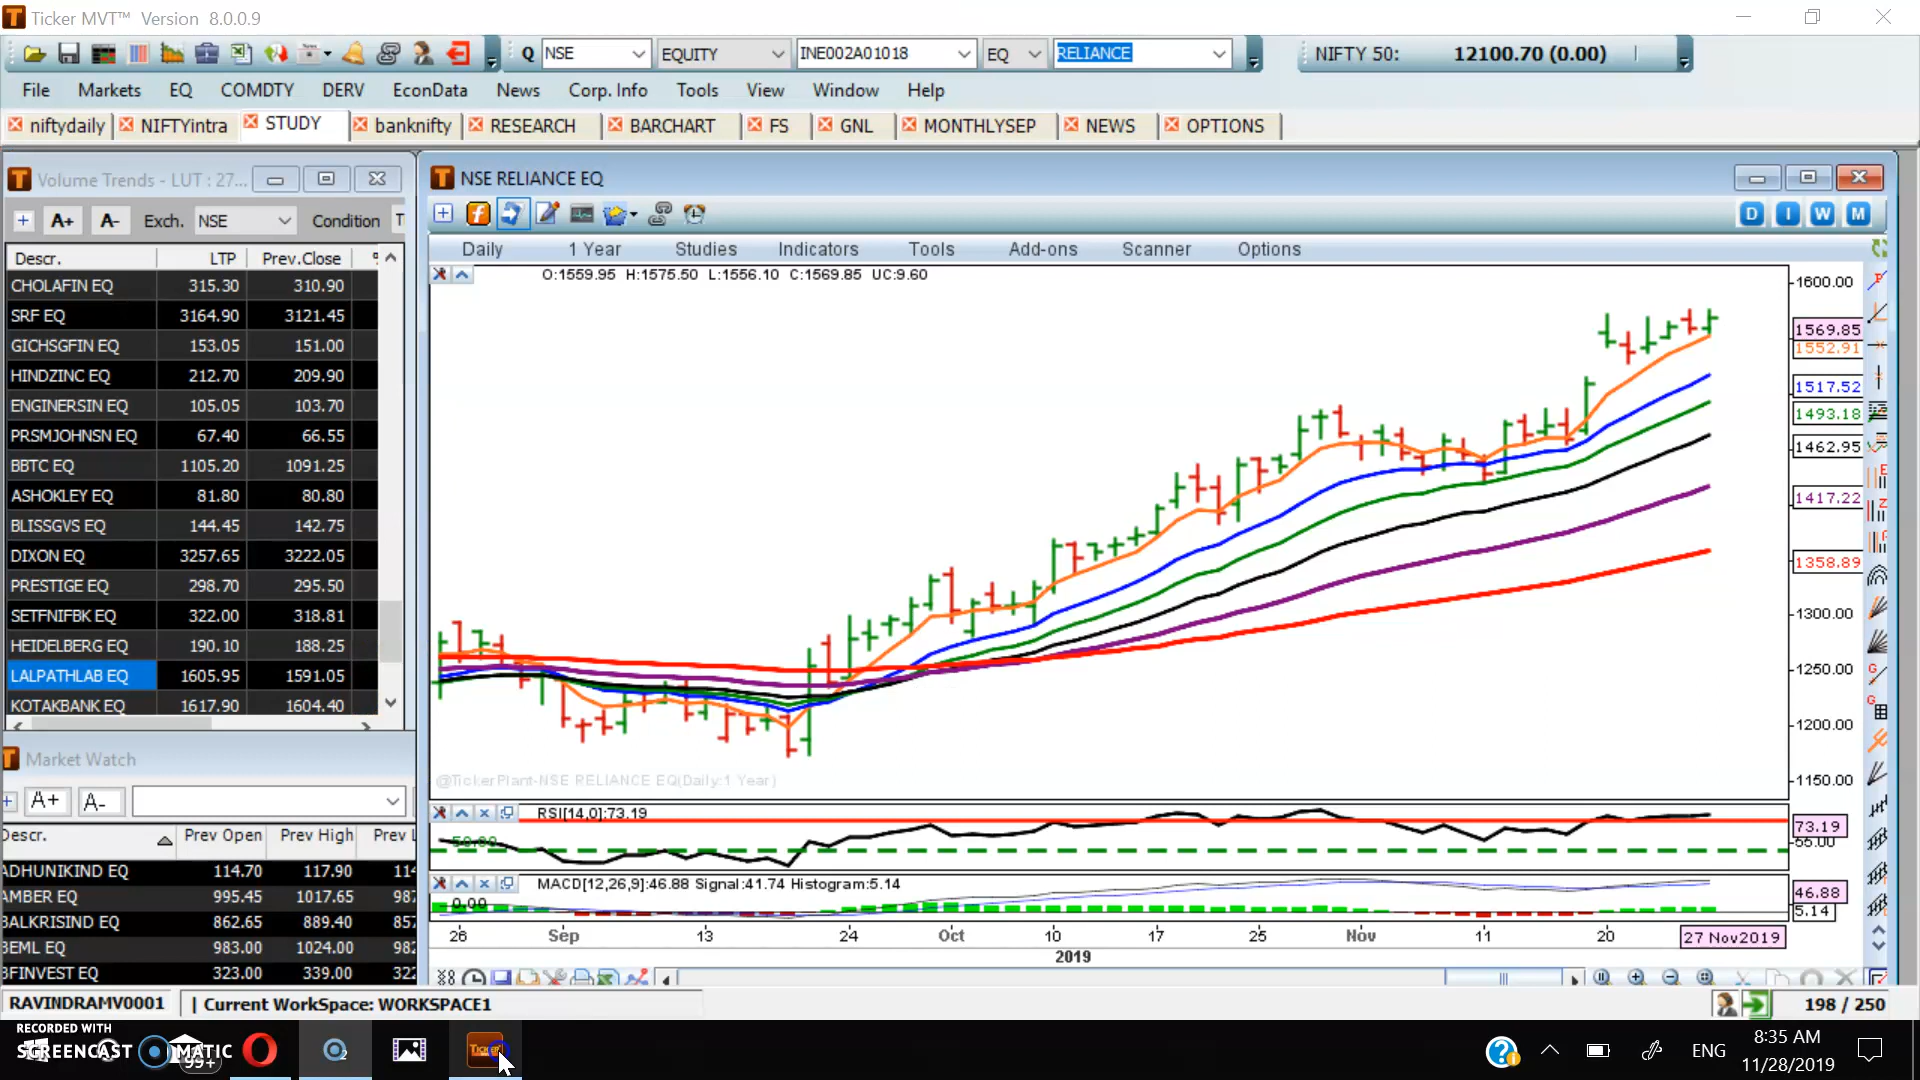 Ticker MVT™ Version 8.0.0.9
Q NSE EQUITY INE002A01018 EQ RELIANCE NIFTY 50: 12100.70 (0.00)
File Markets EQ COMDTY DERV EconData News Corp. Info Tools View Window Help
niftydaily NIFTYintra STUDY banknifty RESEARCH BARCHART FS GNL MONTHLYSEP NEWS OPTIONS
Volume Trends - LUT : 27...
A+ A- Exch. NSE Condition T
Descr. LTP Prev.Close
CHOLAFIN EQ 315.30 310.90
SRF EQ 3164.90 3121.45
GICHSGFIN EQ 153.05 151.00
HINDZINC EQ 212.70 209.90
ENGINERSIN EQ 105.05 103.70
PRSMJOHNSN EQ 67.40 66.55
BBTC EQ 1105.20 1091.25
ASHOKLEY EQ 81.80 80.80
BLISSGVS EQ 144.45 142.75
DIXON EQ 3257.65 3222.05
PRESTIGE EQ 298.70 295.50
SETFNIFBK EQ 322.00 318.81
HEIDELBERG EQ 190.10 188.25
LALPATHLAB EQ 1605.95 1591.05
KOTAKBANK EQ 1617.90 1604.40
Market Watch
A+ A-
Descr. Prev Open Prev High Prev L
ADHUNIKIND EQ 114.70 117.90 114
AMBER EQ 995.45 1017.65 987
BALKRISIND EQ 862.65 889.40 857
BEML EQ 983.00 1024.00 982
BFINVEST EQ 323.00 339.00 322
NSE RELIANCE EQ
D I W M
Daily 1 Year Studies Indicators Tools Add-ons Scanner Options
O:1559.95 H:1575.50 L:1556.10 C:1569.85 UC:9.60
1600.00
1569.85
1552.91
1517.52
1493.18
1462.95
1417.22
1358.89
1300.00
1250.00
1200.00
1150.00
@TickerPlant-NSE RELIANCE EQ(Daily:1 Year)
RSI[14,0]:73.19
50.00
73.19
MACD[12,26,9]:46.88 Signal:41.74 Histogram:5.14
0.00
46.88
5.14
26 Sep 13 24 Oct 10 17 25 Nov 11 20 27 Nov2019
2019
RAVINDRAMV0001 | Current WorkSpace: WORKSPACE1 198 / 250
RECORDED WITH
SCREENCAST MATIC
99+
ENG
8:35 AM
11/28/2019